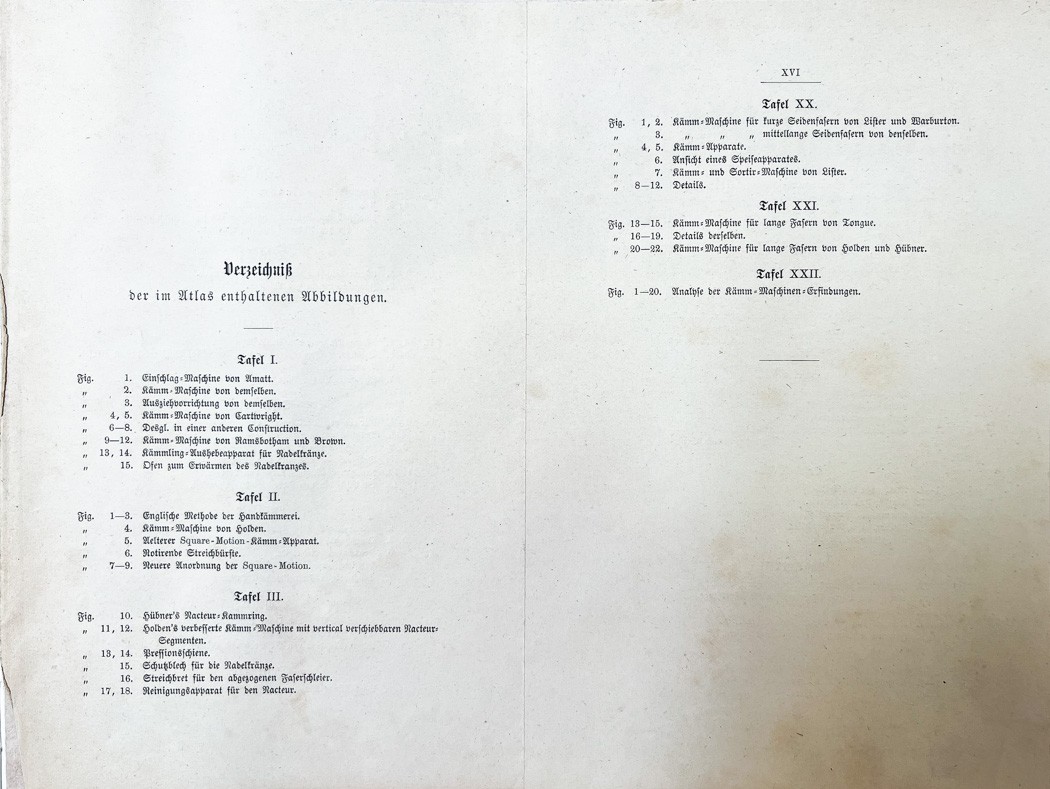 Verzeichniß
der im Atlas enthaltenen Abbildungen.
Tafel I.
Fig. 1. Einschlag-Maschine von Amatt.
„ 2. Kämm-Maschine von demselben.
„ 3. Ausziehvorrichtung von demselben.
„ 4, 5. Kämm-Maschine von Cartwright.
„ 6—8. Desgl. in einer anderen Construction.
„ 9—12. Kämm-Maschine von Ramsbotham und Brown.
„ 13, 14. Kämmling-Aushebeapparat für Nadelkränze.
„ 15. Ofen zum Erwärmen des Nadelkranzes.
Tafel II.
Fig. 1—3. Englische Methode der Handkämmerei.
„ 4. Kämm-Maschine von Holden.
„ 5. Aelterer Square-Motion-Kämm-Apparat.
„ 6. Rotirende Streichbürste.
„ 7—9. Neuere Anordnung der Square-Motion.
Tafel III.
Fig. 10. Hübner's Nacteur-Kammring.
„ 11, 12. Holden's verbesserte Kämm-Maschine mit vertical verschiebbaren Nacteur-
Segmenten.
„ 13, 14. Pressionsschiene.
„ 15. Schutzblech für die Nadelkränze.
„ 16. Streichbret für den abgezogenen Faserschleier.
„ 17, 18. Reinigungsapparat für den Nacteur.
XVI
Tafel XX.
Fig. 1, 2. Kämm-Maschine für kurze Seidenfasern von Lister und Warburton.
„ 3. „ „ „ mittellange Seidenfasern von denselben.
„ 4, 5. Kämm-Apparate.
„ 6. Ansicht eines Speiseapparates.
„ 7. Kämm- und Sortir-Maschine von Lister.
„ 8—12. Details.
Tafel XXI.
Fig. 13—15. Kämm-Maschine für lange Fasern von Tongue.
„ 16—19. Details derselben.
„ 20—22. Kämm-Maschine für lange Fasern von Holden und Hübner.
Tafel XXII.
Fig. 1—20. Analyse der Kämm-Maschinen-Erfindungen.